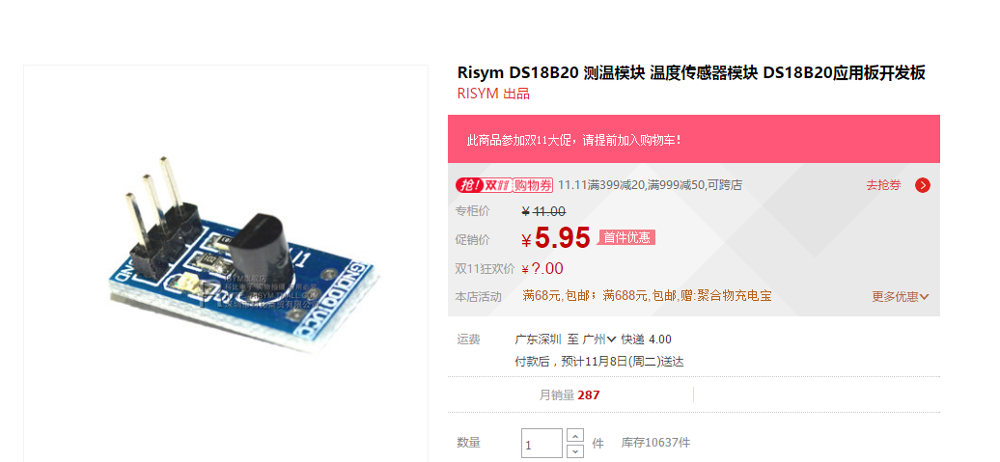 Risym DS18B20 测温模块 温度传感器模块 DS18B20应用板开发板
RISYM 出品
此商品参加双11大促，请提前加入购物车！
抢！双11购物券 11.11满399减20,满999减50,可跨店 去抢券
专柜价 ¥ 11.00
促销价 ¥ 5.95 首件优惠
双11狂欢价 ¥ ?.00
本店活动 满68元,包邮；满688元,包邮,赠:聚合物充电宝 更多优惠
运费 广东深圳 至 广州 快递 4.00
付款后，预计11月8日(周二)送达
月销量 287
数量 1 件 库存10637件
GND
VCC